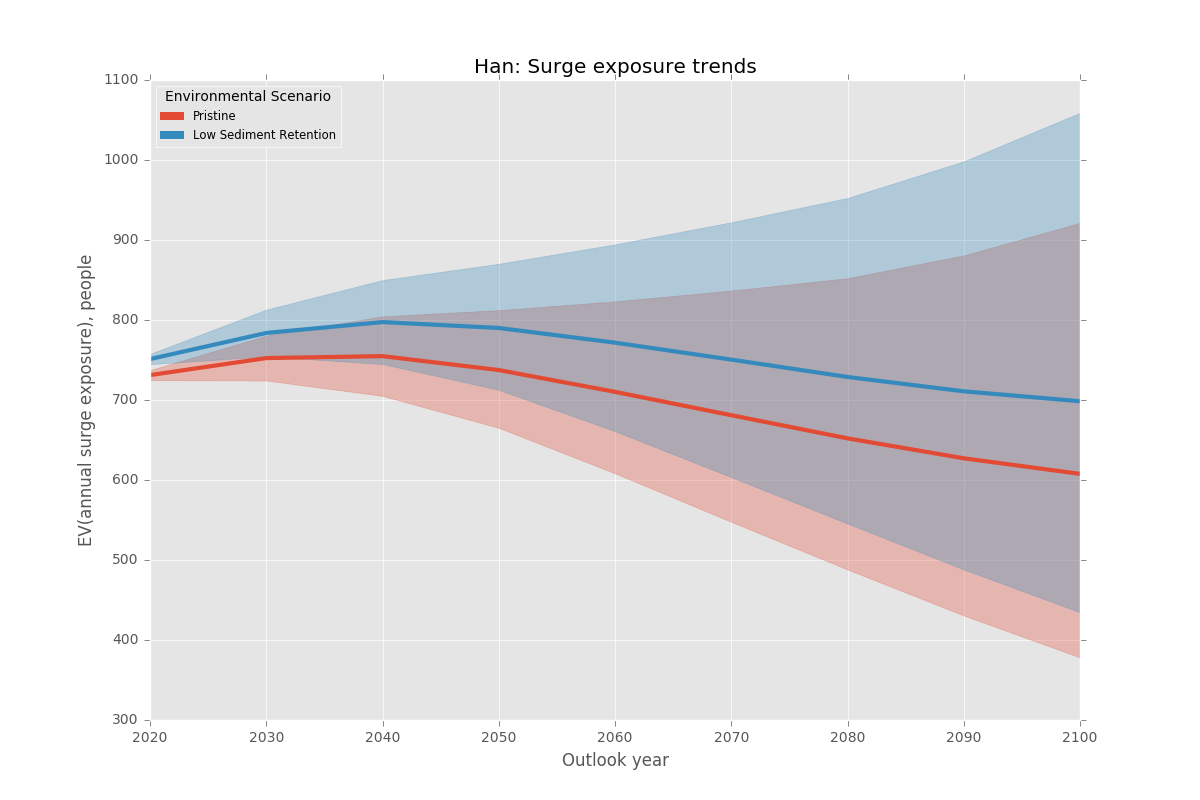 Han: Surge exposure trends
1100
1000
900
800
700
600
500
400
300
EV(annual surge exposure), people
Environmental Scenario
Pristine
Low Sediment Retention
2020 2030 2040 2050 2060 2070 2080 2090 2100
Outlook year